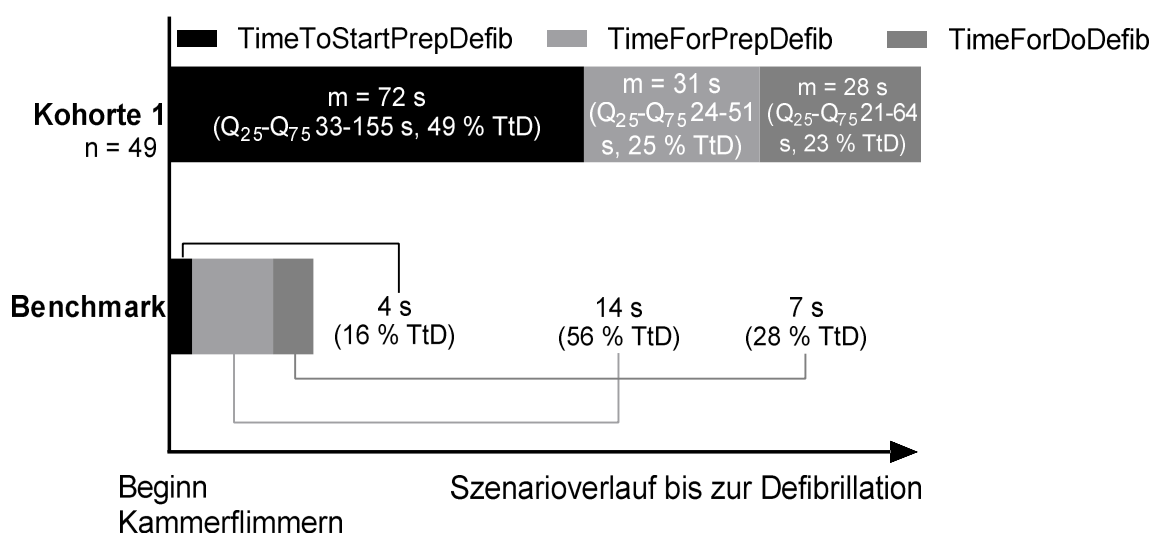 TimeToStartPrepDefib TimeForPrepDefib TimeForDoDefib
Kohorte 1
n = 49
m = 72 s
(Q25-Q75 33-155 s, 49 % TtD)
m = 31 s
(Q25-Q75 24-51
s, 25 % TtD)
m = 28 s
(Q25-Q75 21-64
s, 23 % TtD)
Benchmark
4 s
(16 % TtD)
14 s
(56 % TtD)
7 s
(28 % TtD)
Beginn
Kammerflimmern
Szenarioverlauf bis zur Defibrillation